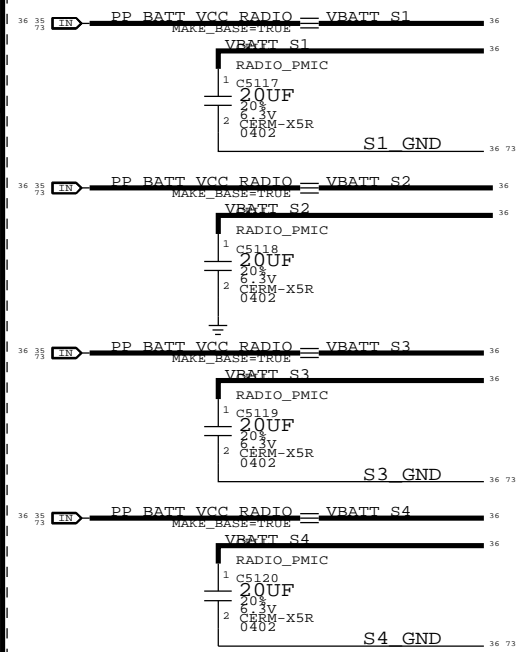 36 35 73 IN PP_BATT_VCC_RADIO VBATT_S1 36
MAKE_BASE=TRUE
VBATT_S1 36
RADIO_PMIC
1 C5117
20UF
20%
6.3V
2 CERM-X5R
0402
S1_GND 36 73
36 35 73 IN PP_BATT_VCC_RADIO VBATT_S2 36
MAKE_BASE=TRUE
VBATT_S2 36
RADIO_PMIC
1 C5118
20UF
20%
6.3V
2 CERM-X5R
0402
36 35 73 IN PP_BATT_VCC_RADIO VBATT_S3 36
MAKE_BASE=TRUE
VBATT_S3 36
RADIO_PMIC
1 C5119
20UF
20%
6.3V
2 CERM-X5R
0402
S3_GND 36 73
36 35 73 IN PP_BATT_VCC_RADIO VBATT_S4 36
MAKE_BASE=TRUE
VBATT_S4 36
RADIO_PMIC
1 C5120
20UF
20%
6.3V
2 CERM-X5R
0402
S4_GND 36 73